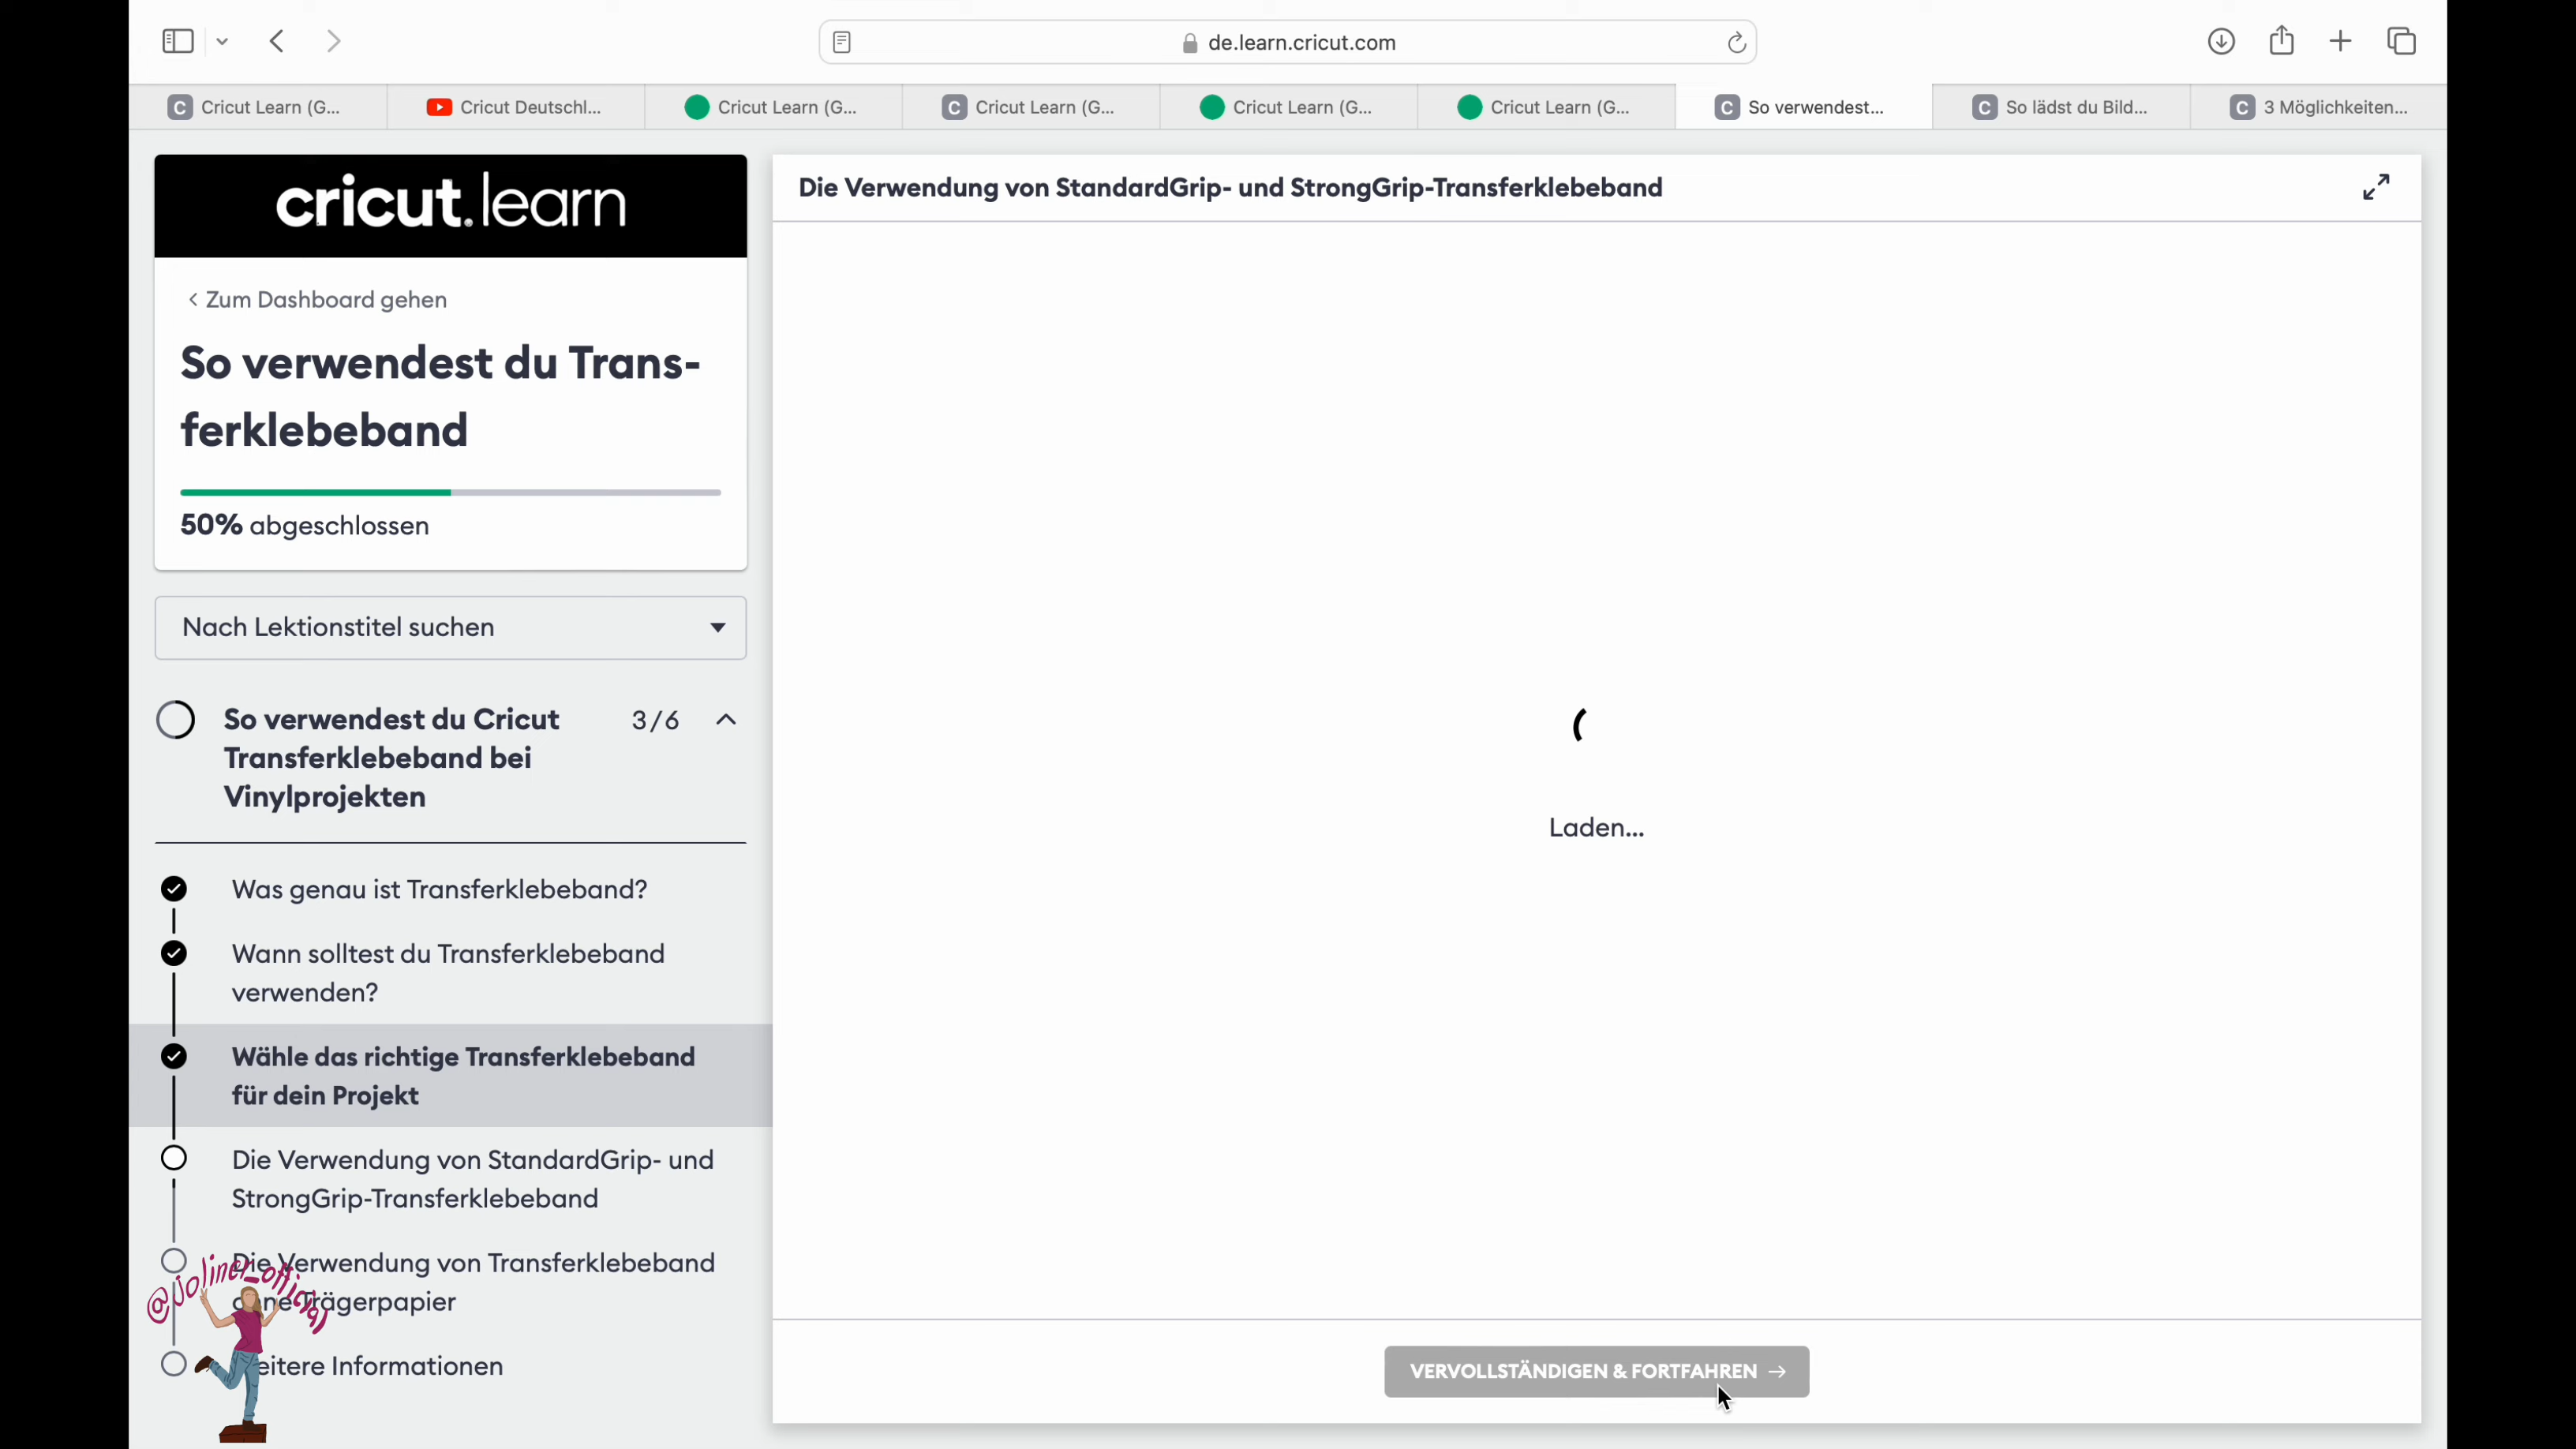 de.learn.cricut.com
Cricut Learn (G...
Cricut Deutschl...
Cricut Learn (G...
Cricut Learn (G...
Cricut Learn (G...
Cricut Learn (G...
So verwendest...
So lädst du Bild...
3 Möglichkeiten...
cricut.learn
Zum Dashboard gehen
So verwendest du Trans-
ferklebeband
50% abgeschlossen
Nach Lektionstitel suchen
So verwendest du Cricut
Transferklebeband bei
Vinylprojekten
3/6
Was genau ist Transferklebeband?
Wann solltest du Transferklebeband
verwenden?
Wähle das richtige Transferklebeband
für dein Projekt
Die Verwendung von StandardGrip- und
StrongGrip-Transferklebeband
Die Verwendung von Transferklebeband
ohne Trägerpapier
@joliner_official
eitere Informationen
Die Verwendung von StandardGrip- und StrongGrip-Transferklebeband
Laden...
VERVOLLSTÄNDIGEN & FORTFAHREN →